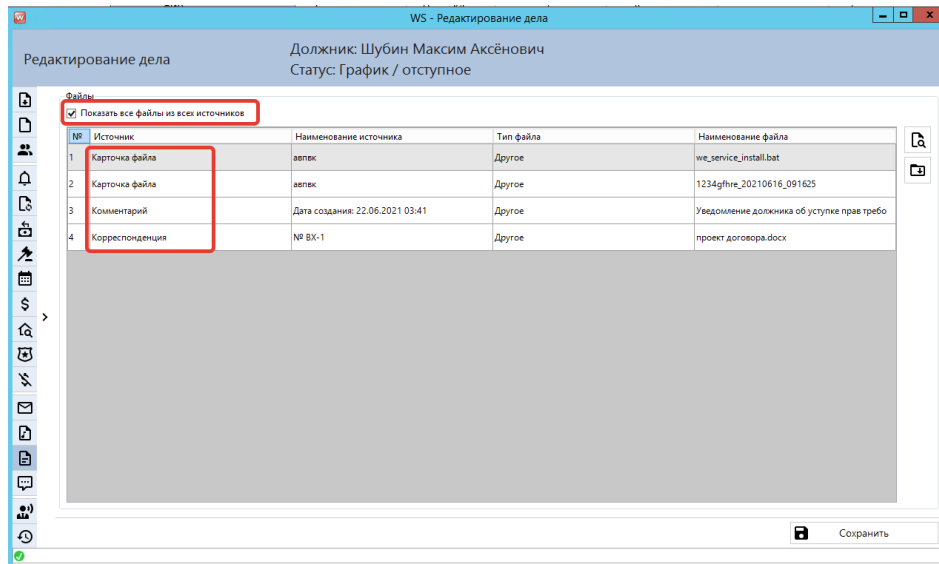 WS - Редактирование дела
Редактирование дела
Должник: Шубин Максим Аксёнович
Статус: График / отступное
Файлы
Показать все файлы из всех источников
№ Источник Наименование источника Тип файла Наименование файла
1 Карточка файла авпвк Другое we_service_install.bat
2 Карточка файла авпвк Другое 1234gfhre_20210616_091625
3 Комментарий Дата создания: 22.06.2021 03:41 Другое Уведомление должника об уступке прав требо
4 Корреспонденция № ВХ-1 Другое проект договора.docx
Сохранить